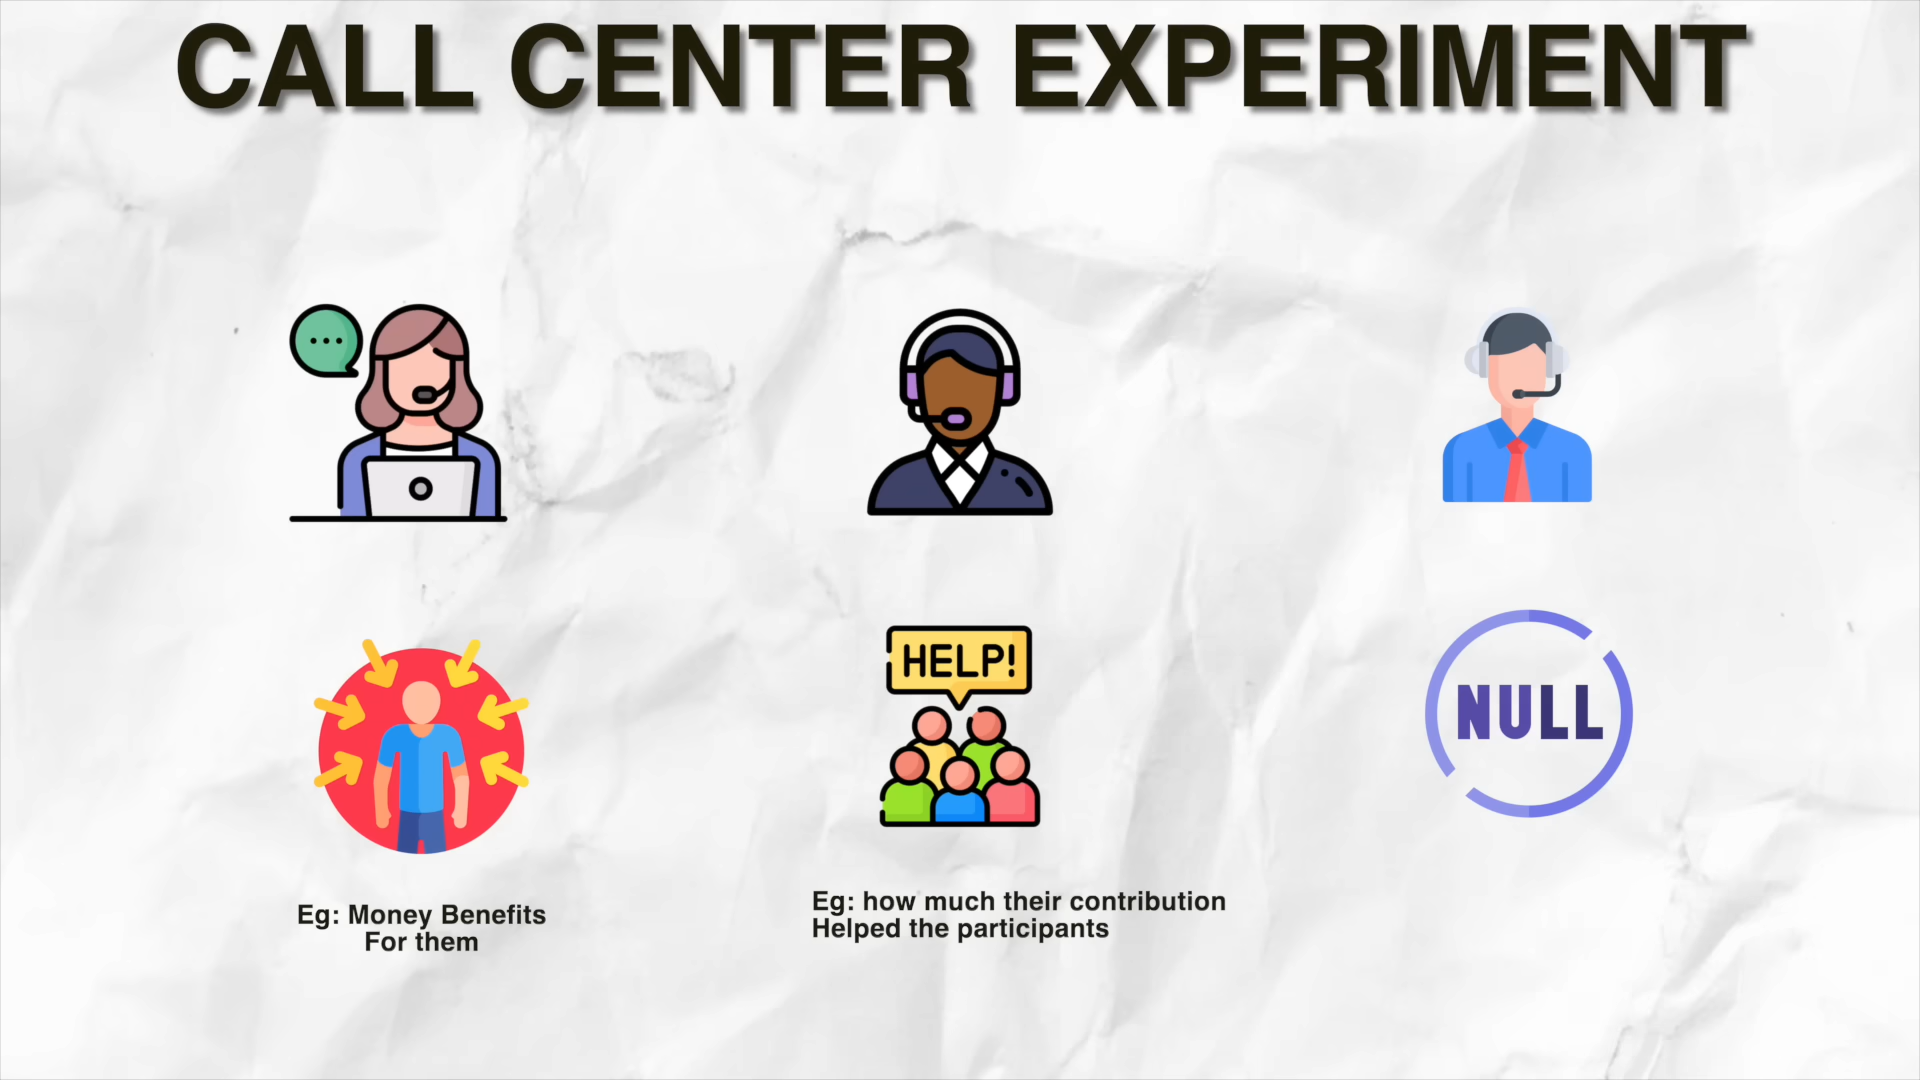 CALL CENTER EXPERIMENT
HELP!
NULL
Eg: Money Benefits
For them
Eg: how much their contribution
Helped the participants